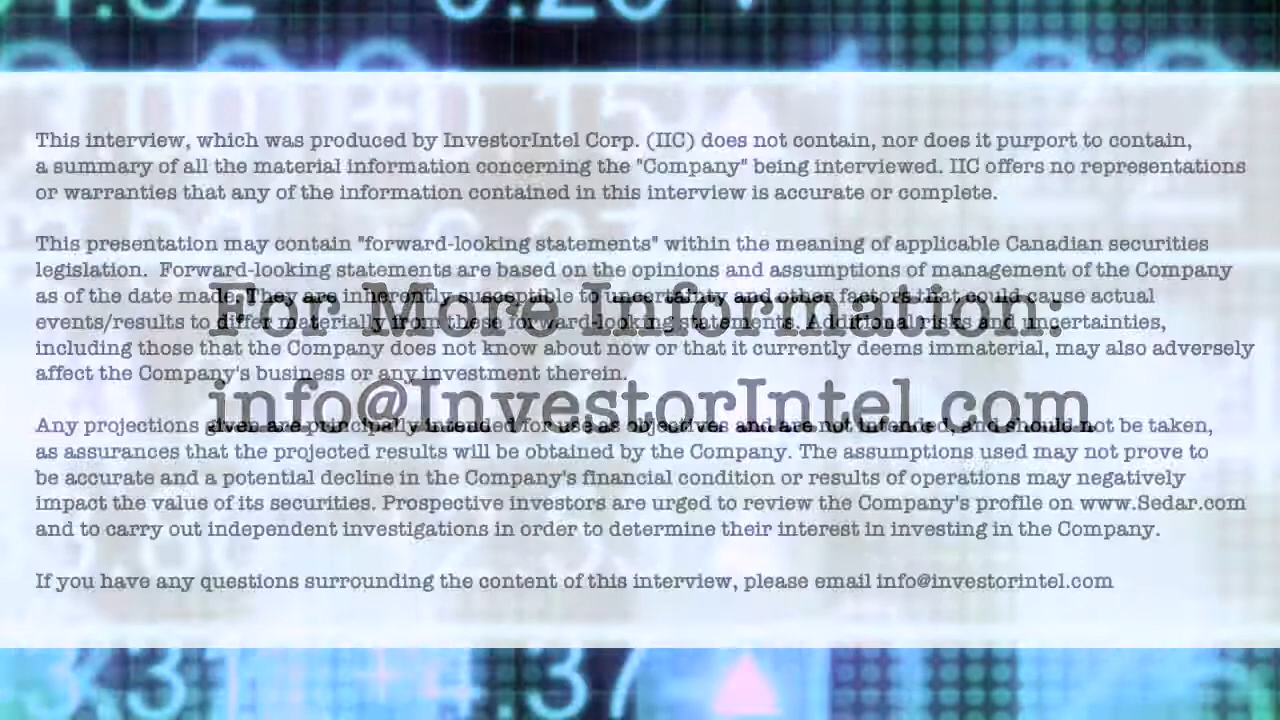 This interview, which was produced by InvestorIntel Corp. (IIC) does not contain, nor does it purport to contain,
a summary of all the material information concerning the "Company" being interviewed. IIC offers no representations
or warranties that any of the information contained in this interview is accurate or complete.
This presentation may contain "forward-looking statements" within the meaning of applicable Canadian securities
legislation. Forward-looking statements are based on the opinions and assumptions of management of the Company
as of the date made. They are inherently susceptible to uncertainty and other factors that could cause actual
events/results to differ materially from these forward-looking statements. Additional risks and uncertainties,
including those that the Company does not know about now or that it currently deems immaterial, may also adversely
affect the Company's business or any investment therein.
For More Information:
info@InvestorIntel.com
Any projections given are principally intended for use as objectives and are not intended, and should not be taken,
as assurances that the projected results will be obtained by the Company. The assumptions used may not prove to
be accurate and a potential decline in the Company's financial condition or results of operations may negatively
impact the value of its securities. Prospective investors are urged to review the Company's profile on www.Sedar.com
and to carry out independent investigations in order to determine their interest in investing in the Company.
If you have any questions surrounding the content of this interview, please email info@investorintel.com
+0.15
3.31 +4.37